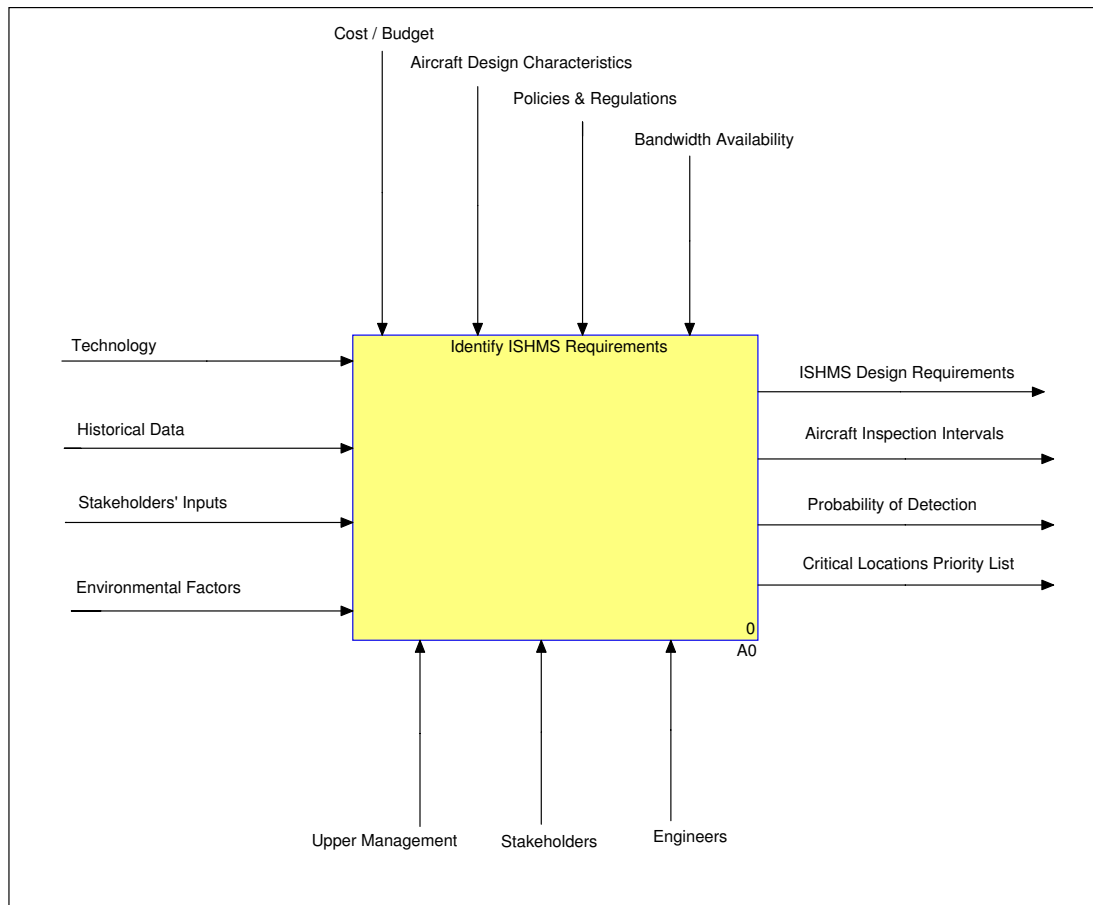 Cost / Budget
Aircraft Design Characteristics
Policies & Regulations
Bandwidth Availability
Technology
Historical Data
Stakeholders' Inputs
Environmental Factors
Identify ISHMS Requirements
0
A0
ISHMS Design Requirements
Aircraft Inspection Intervals
Probability of Detection
Critical Locations Priority List
Upper Management
Stakeholders
Engineers